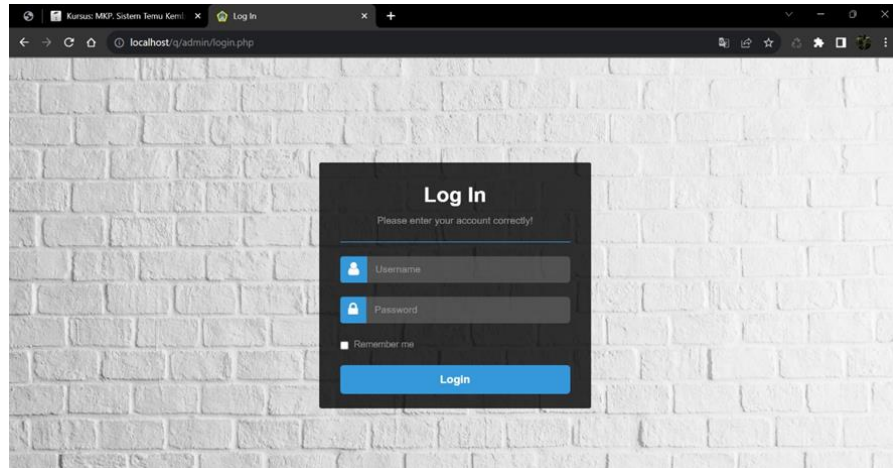 Kursus: MKP. Sistem Temu Kemb
Log In
localhost/q/admin/login.php
Log In
Please enter your account correctly!
Username
Password
Remember me
Login